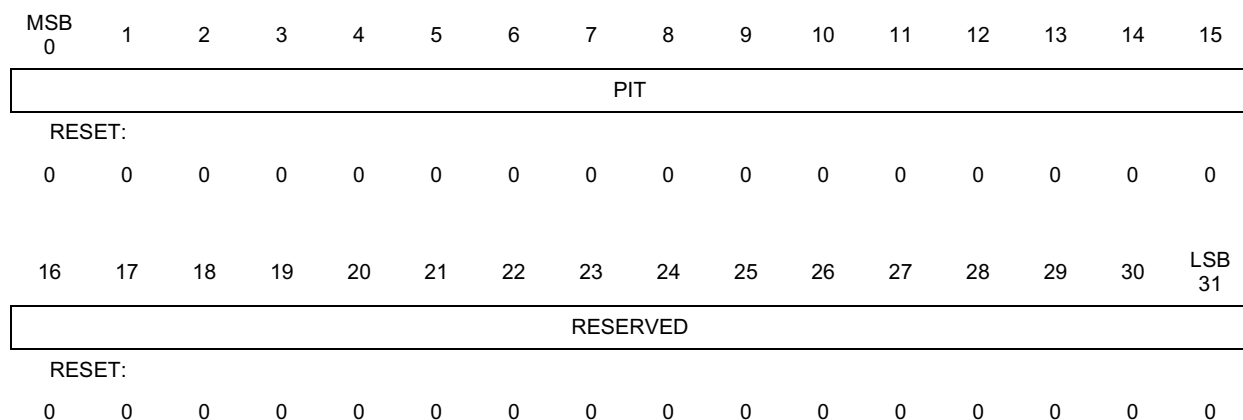 MSB
0 1 2 3 4 5 6 7 8 9 10 11 12 13 14 15
PIT
RESET:
0 0 0 0 0 0 0 0 0 0 0 0 0 0 0 0
16 17 18 19 20 21 22 23 24 25 26 27 28 29 30 LSB
31
RESERVED
RESET:
0 0 0 0 0 0 0 0 0 0 0 0 0 0 0 0